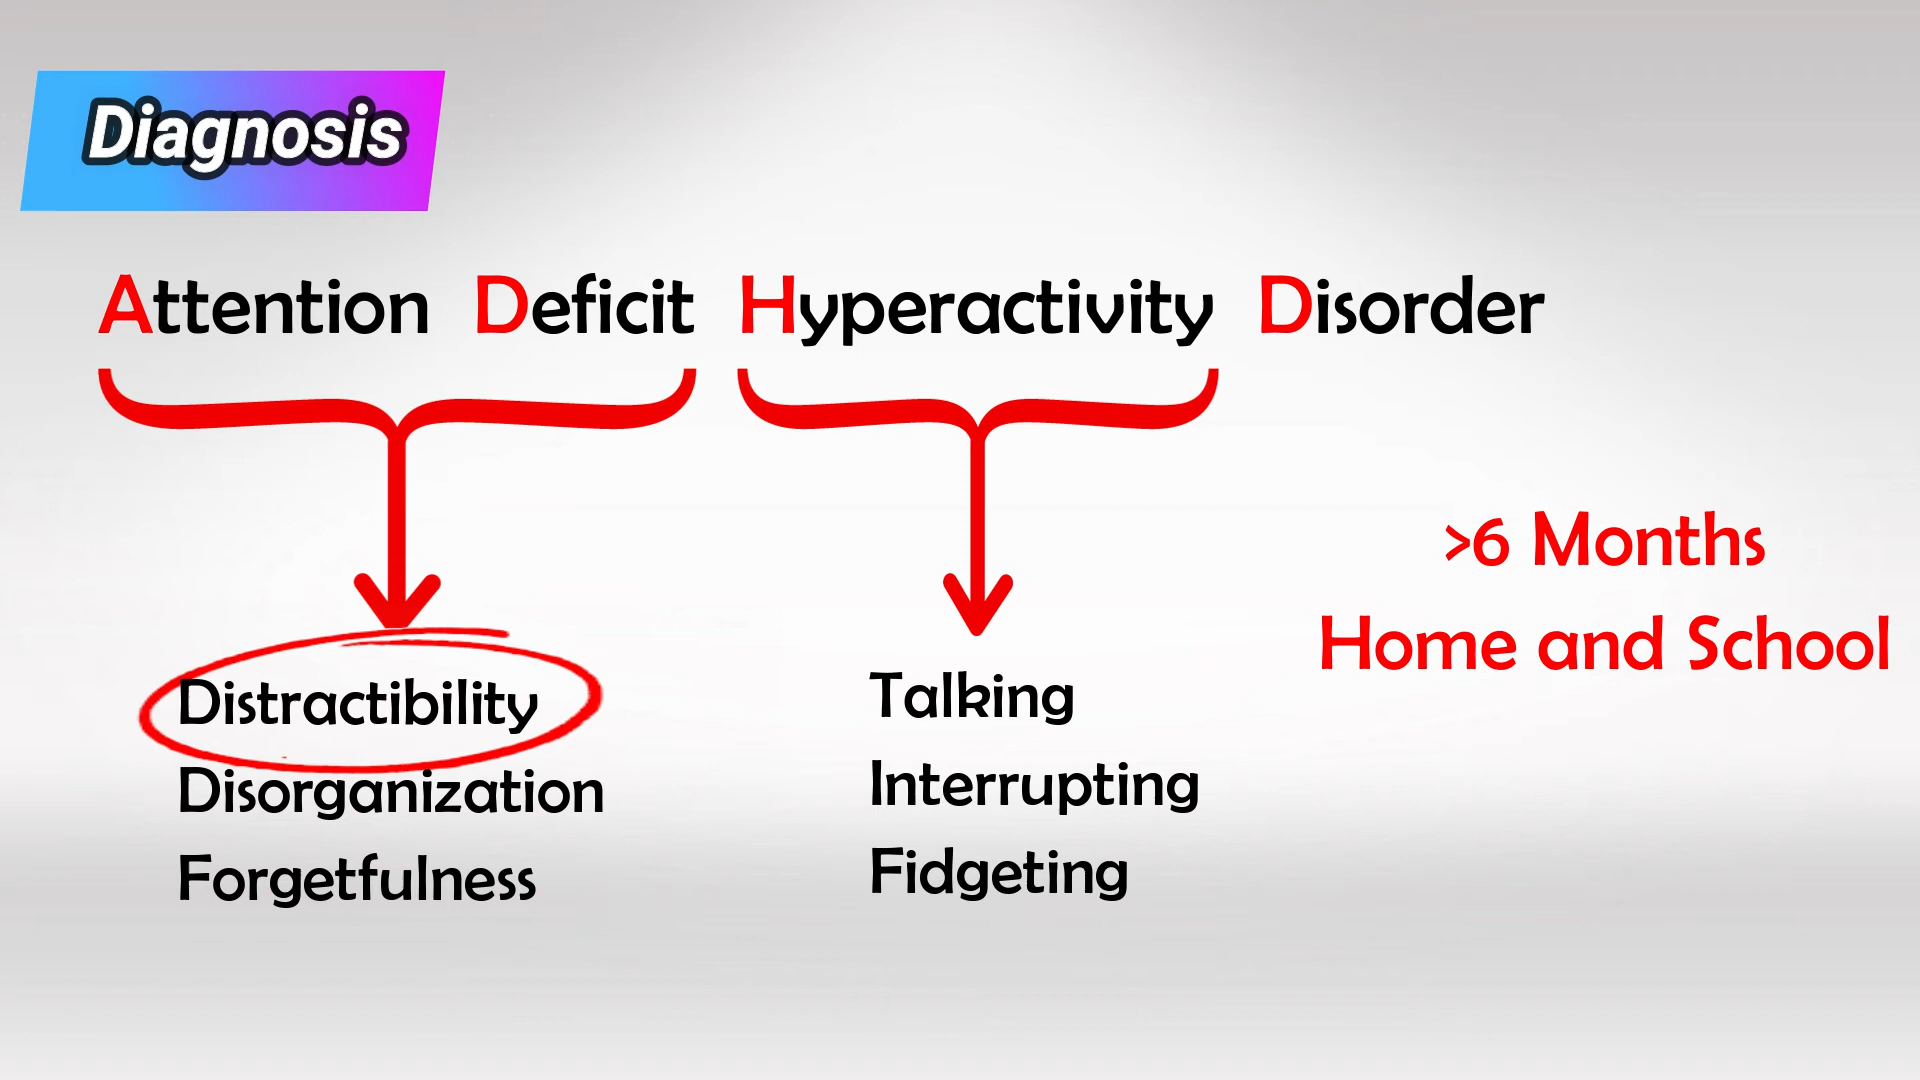 Diagnosis
Attention Deficit Hyperactivity Disorder
Distractibility
Disorganization
Forgetfulness
Talking
Interrupting
Fidgeting
>6 Months
Home and School